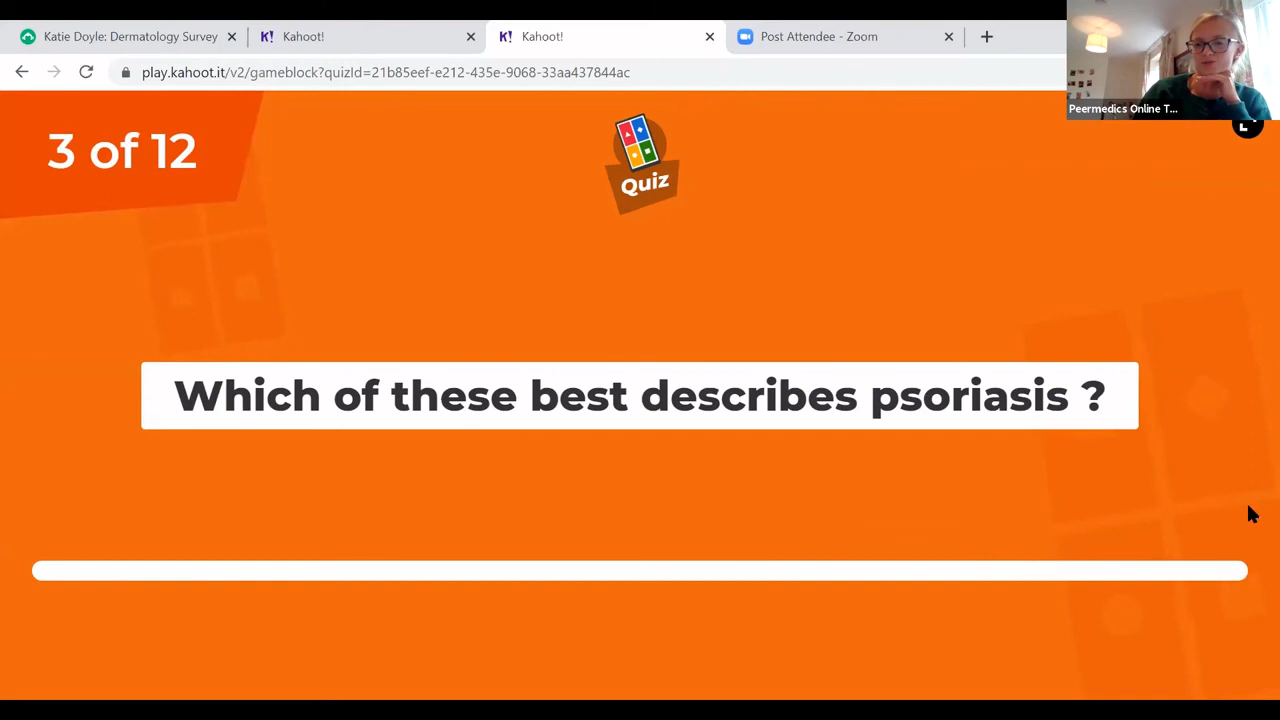 Katie Doyle: Dermatology Survey
K! Kahoot!
K! Kahoot!
Post Attendee - Zoom
play.kahoot.it/v2/gameblock?quizId=21b85eef-e212-435e-9068-33aa437844ac
Peermedics Online T...
3 of 12
Quiz
Which of these best describes psoriasis ?